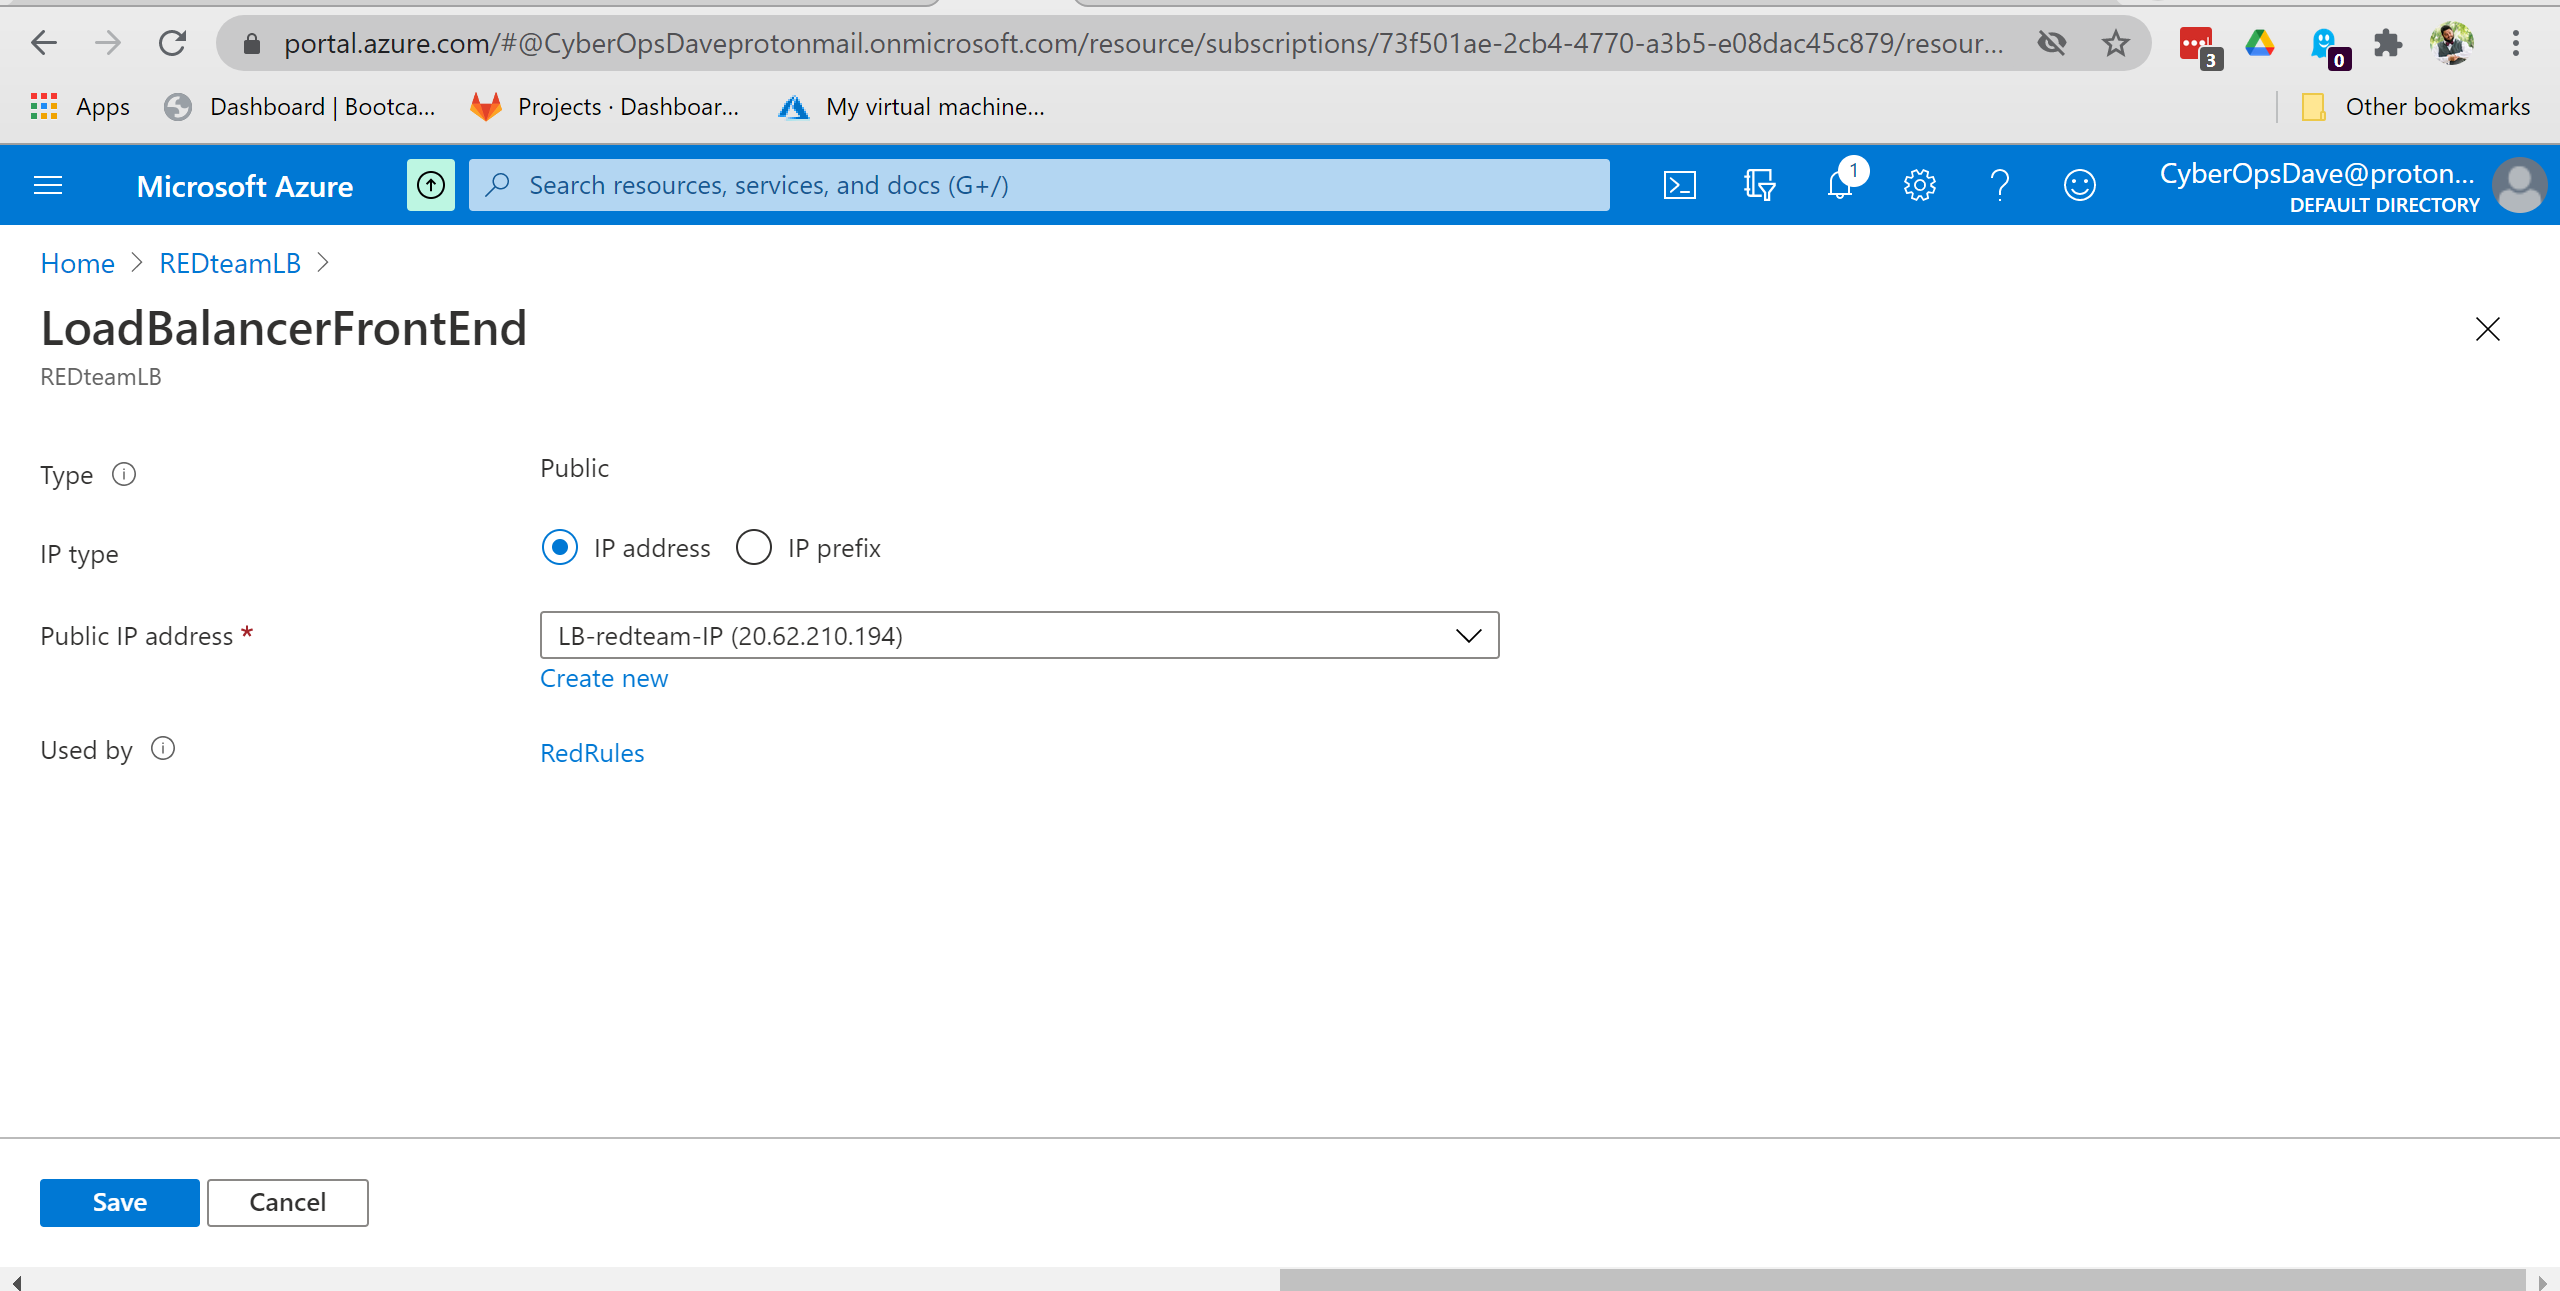 portal.azure.com/#@CyberOpsDaveprotonmail.onmicrosoft.com/resource/subscriptions/73f501ae-2cb4-4770-a3b5-e08dac45c879/resour...
3
0
Apps
Dashboard | Bootca...
Projects · Dashboar...
My virtual machine...
Other bookmarks
Microsoft Azure
Search resources, services, and docs (G+/)
1
CyberOpsDave@proton...
DEFAULT DIRECTORY
Home > REDteamLB >
LoadBalancerFrontEnd
REDteamLB
Type
Public
IP type
IP address
IP prefix
Public IP address *
LB-redteam-IP (20.62.210.194)
Create new
Used by
RedRules
Save
Cancel